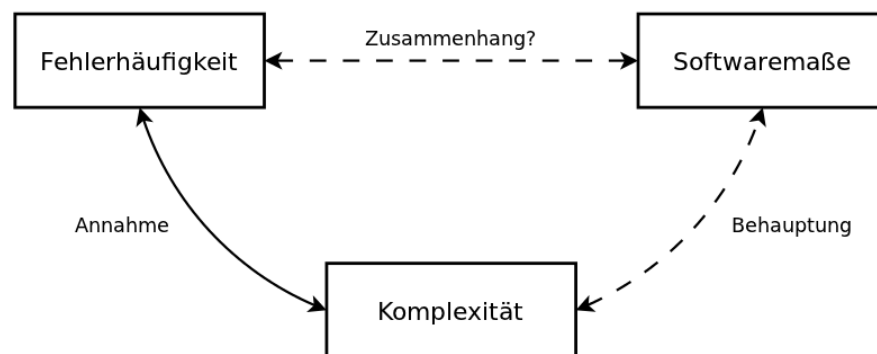 Zusammenhang?
Fehlerhäufigkeit
Softwaremaße
Annahme
Behauptung
Komplexität